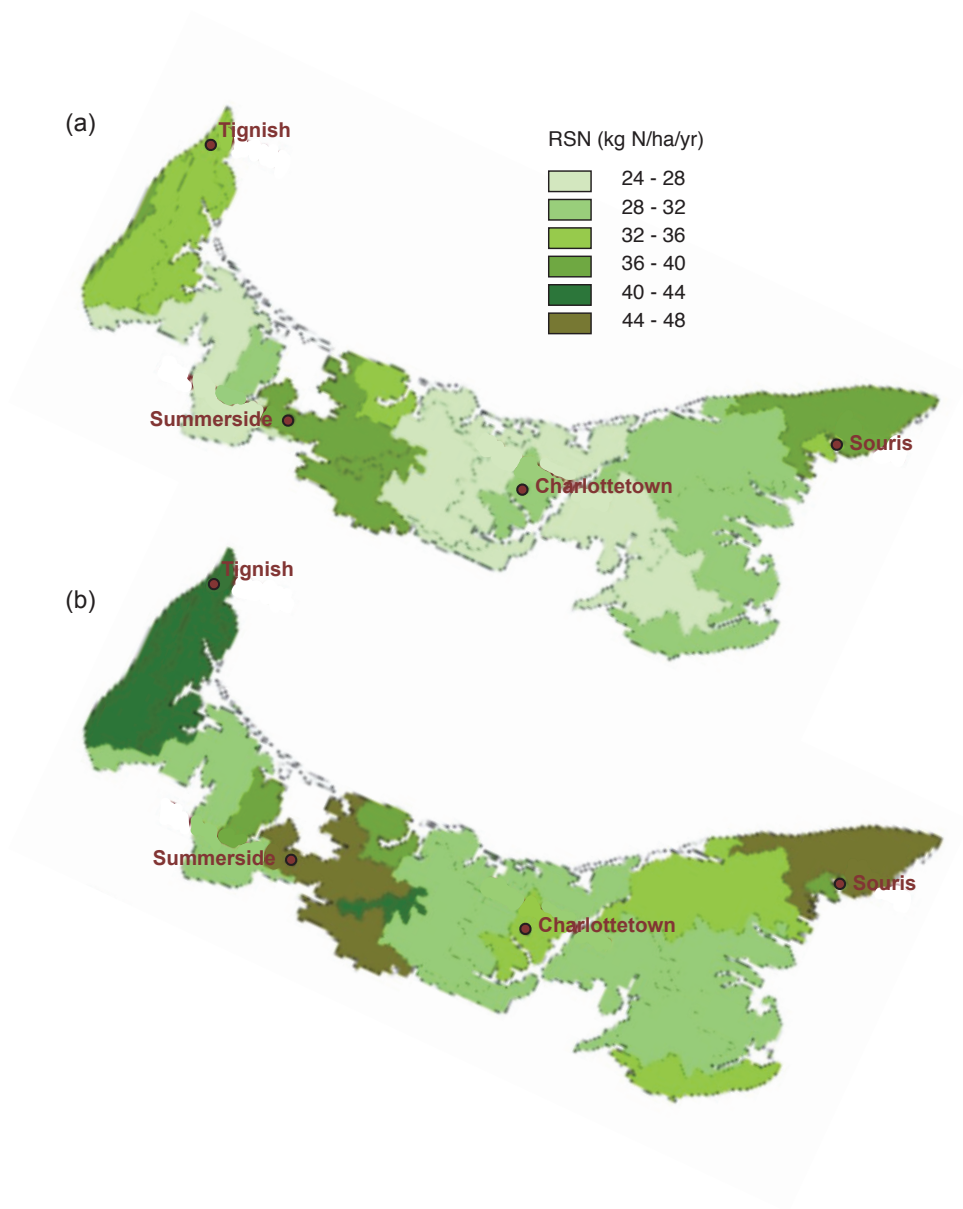 (a)
Tignish
RSN (kg N/ha/yr)
24 - 28
28 - 32
32 - 36
36 - 40
40 - 44
44 - 48
Summerside
Souris
Charlottetown
(b)
Tignish
Summerside
Souris
Charlottetown